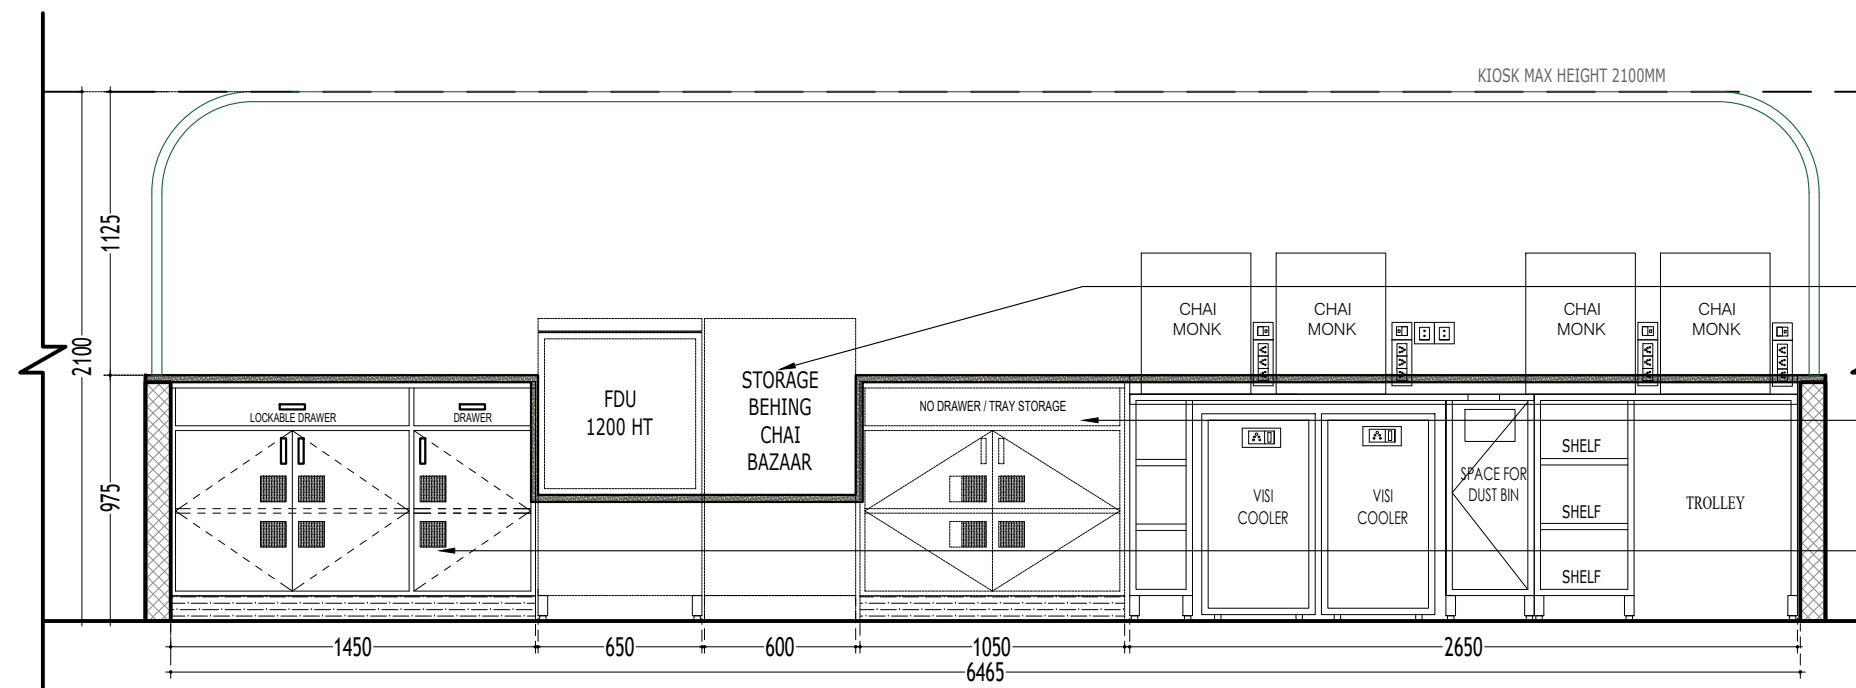 KIOSK MAX HEIGHT 2100MM
1125
2100
975
CHAI
MONK
CHAI
MONK
CHAI
MONK
CHAI
MONK
LOCKABLE DRAWER
DRAWER
FDU
1200 HT
STORAGE
BEHING
CHAI
BAZAAR
NO DRAWER / TRAY STORAGE
VISI
COOLER
VISI
COOLER
SPACE FOR
DUST BIN
SHELF
SHELF
SHELF
TROLLEY
1450
650
600
1050
2650
6465